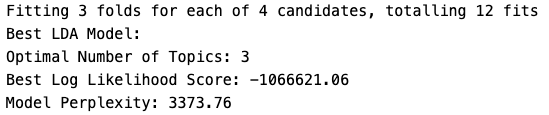 Fitting 3 folds for each of 4 candidates, totalling 12 fits
Best LDA Model:
Optimal Number of Topics: 3
Best Log Likelihood Score: -1066621.06
Model Perplexity: 3373.76